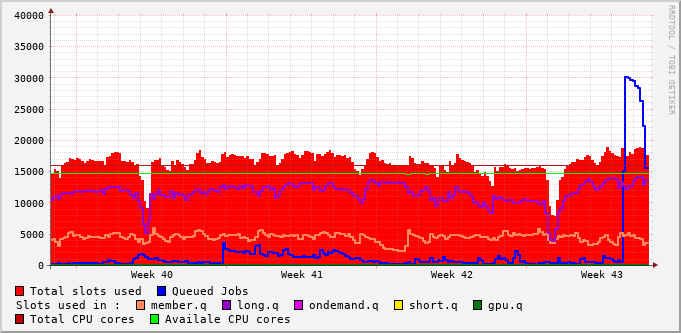 40000
35000
30000
25000
20000
15000
10000
5000
0
Week 40 Week 41 Week 42 Week 43
RRDTOOL / TOBI OETIKER
Total slots used Queued Jobs
Slots used in : member.q long.q ondemand.q short.q gpu.q
Total CPU cores Availale CPU cores